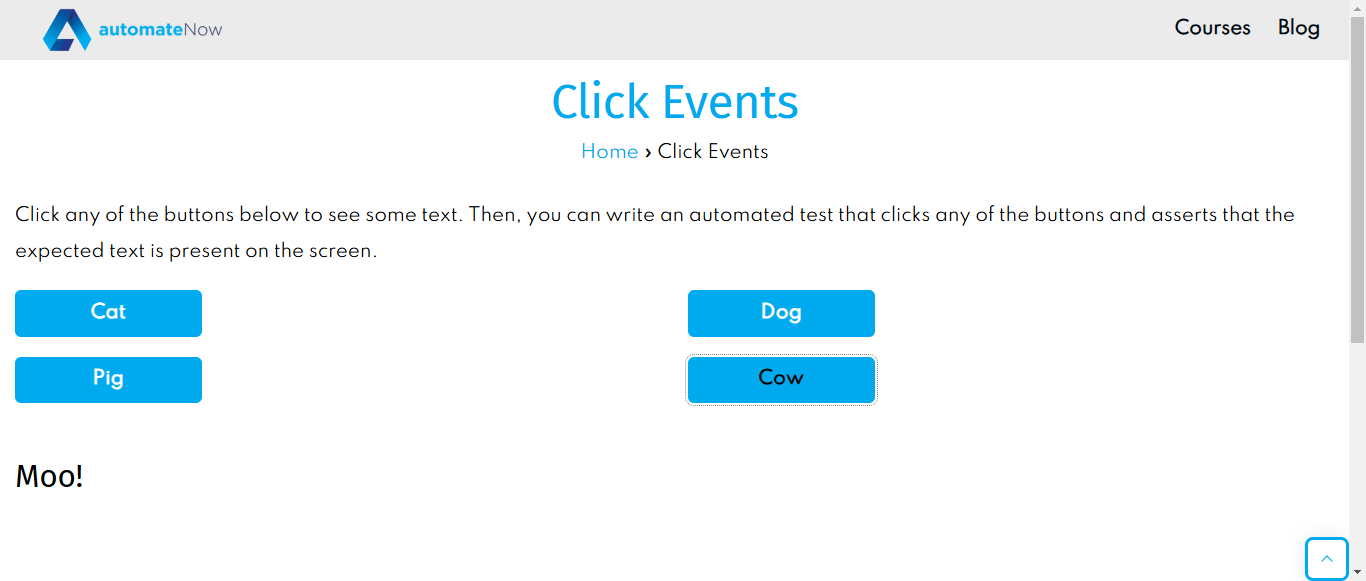 automateNow
Courses
Blog
Click Events
Home › Click Events
Click any of the buttons below to see some text. Then, you can write an automated test that clicks any of the buttons and asserts that the
expected text is present on the screen.
Cat
Dog
Pig
Cow
Moo!